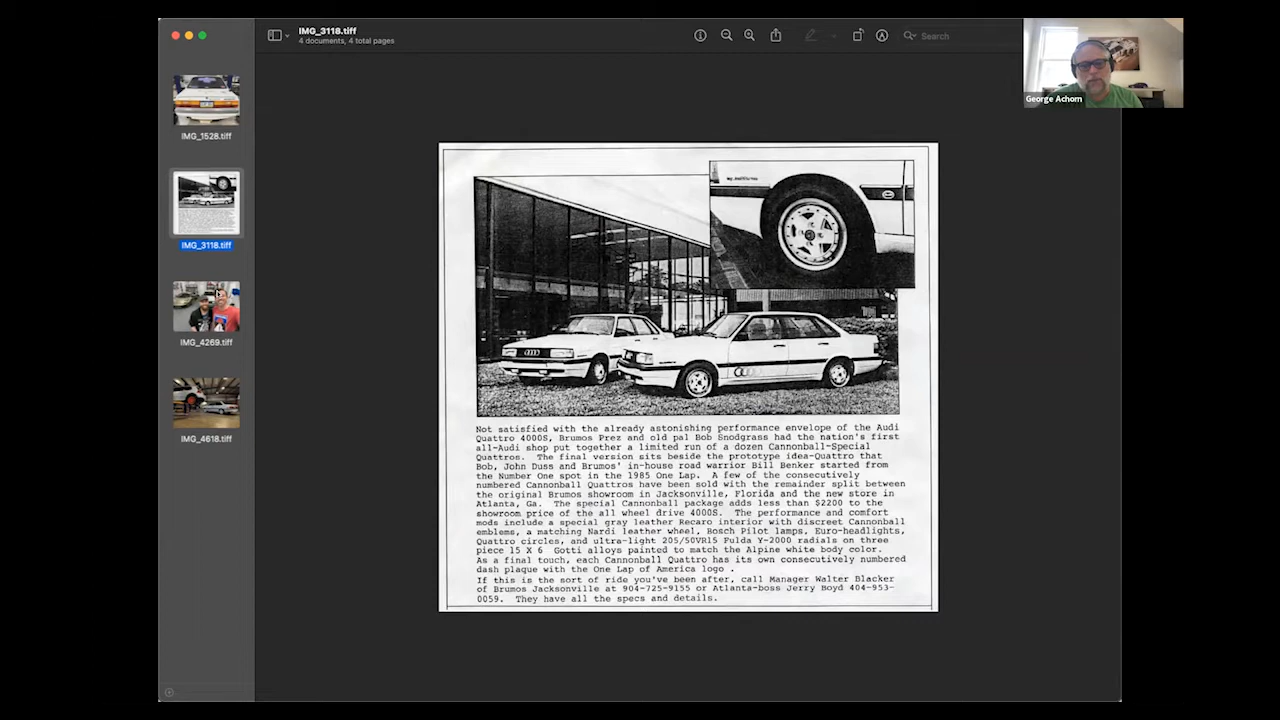 IMG_3118.tiff
4 documents, 4 total pages
Search
George Achorn
IMG_1528.tiff
IMG_3118.tiff
IMG_4269.tiff
IMG_4618.tiff
Not satisfied with the already astonishing performance envelope of the Audi
Quattro 4000S, Brumos Prez and old pal Bob Snodgrass had the nation's first
all-Audi shop put together a limited run of a dozen Cannonball-Special
Quattros. The final version sits beside the prototype idea-Quattro that
Bob, John Duss and Brumos' in-house road warrior Bill Benker started from
the Number One spot in the 1985 One Lap. A few of the consecutively
numbered Cannonball Quattros have been sold with the remainder split between
the original Brumos showroom in Jacksonville, Florida and the new store in
Atlanta, Ga. The special Cannonball package adds less than $2200 to the
showroom price of the all wheel drive 4000S. The performance and comfort
mods include a special gray leather Recaro interior with discreet Cannonball
emblems, a matching Nardi leather wheel, Bosch Pilot lamps, Euro-headlights,
Quattro circles, and ultra-light 205/50VR15 Fulda Y-2000 radials on three
piece 15 X 6 Gotti alloys painted to match the Alpine white body color.
As a final touch, each Cannonball Quattro has its own consecutively numbered
dash plaque with the One Lap of America logo .
If this is the sort of ride you've been after, call Manager Walter Blacker
of Brumos Jacksonville at 904-725-9155 or Atlanta-boss Jerry Boyd 404-953-
0059. They have all the specs and details.